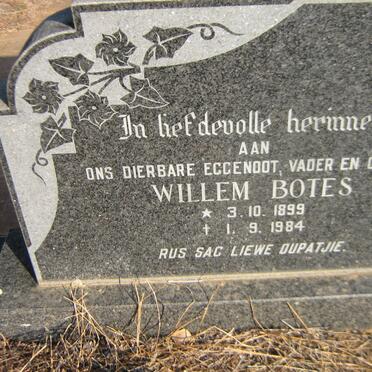 In liefdevolle herinne
AAN
ONS DIERBARE EGGENOOT, VADER EN O
WILLEM BOTES
★ 3. 10. 1899
✝ 1. 9. 1984
RUS SAG LIEWE OUPATJIE.